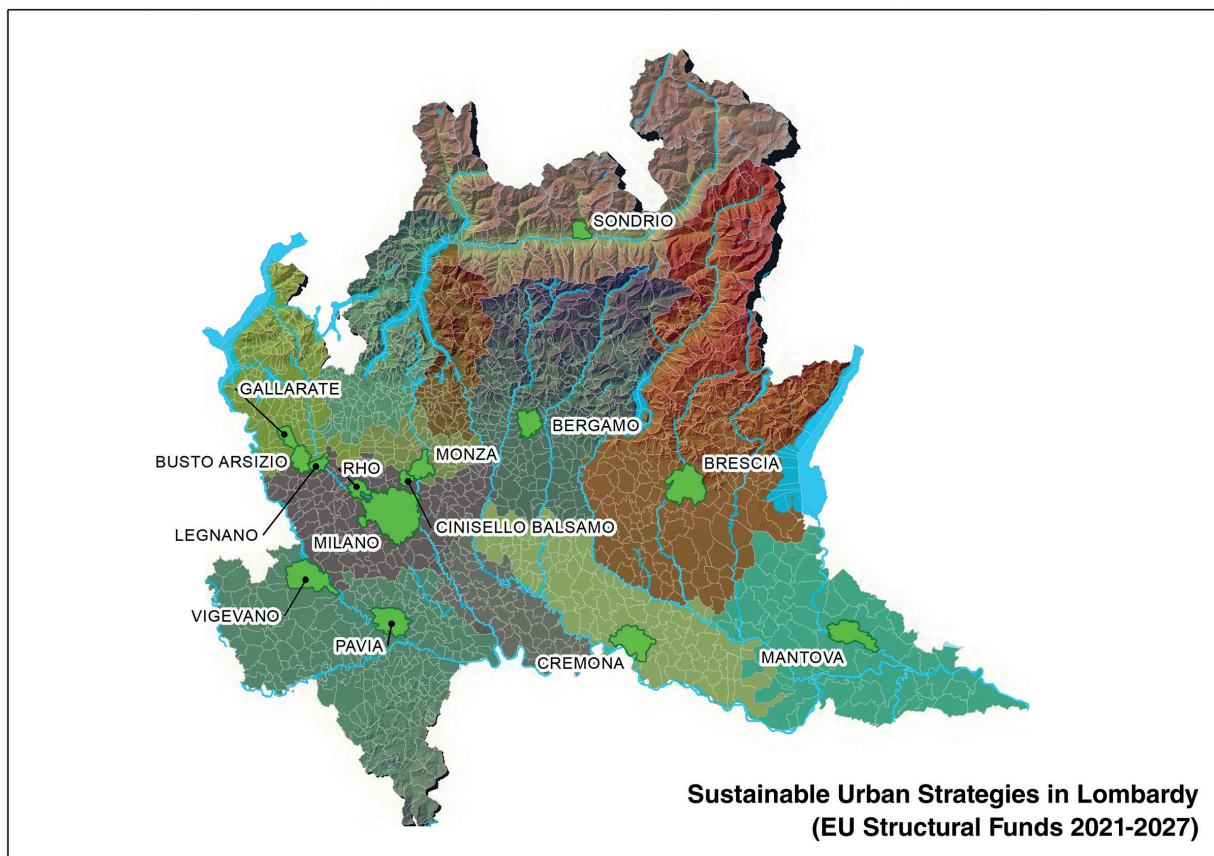 SONDRIO
GALLARATE
BERGAMO
MONZA
BUSTO ARSIZIO
RHO
BRESCIA
CINISELLO BALSAMO
LEGNANO
MILANO
VIGEVANO
PAVIA
CREMONA
MANTOVA
Sustainable Urban Strategies in Lombardy
(EU Structural Funds 2021-2027)